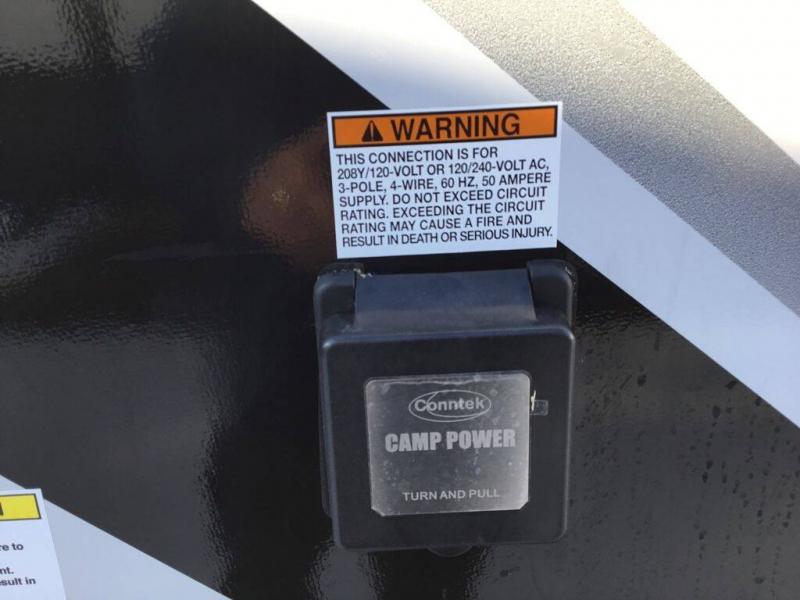 WARNING
THIS CONNECTION IS FOR
208Y/120-VOLT OR 120/240-VOLT AC,
3-POLE, 4-WIRE, 60 HZ, 50 AMPERE
SUPPLY. DO NOT EXCEED CIRCUIT
RATING. EXCEEDING THE CIRCUIT
RATING MAY CAUSE A FIRE AND
RESULT IN DEATH OR SERIOUS INJURY.
Conntek
CAMP POWER
TURN AND PULL
to
in